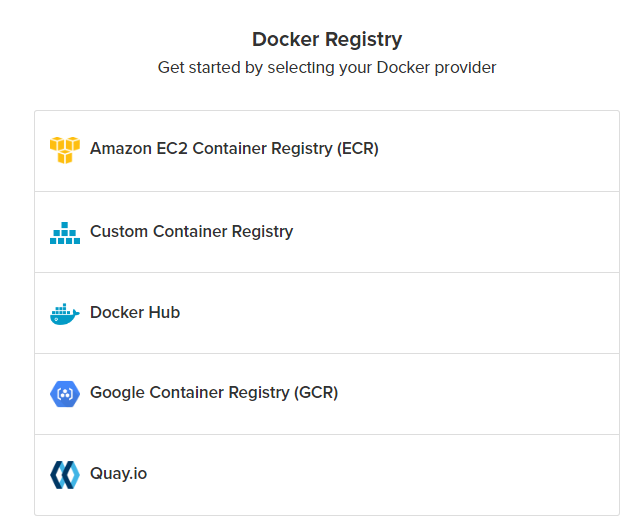 Docker Registry
Get started by selecting your Docker provider
Amazon EC2 Container Registry (ECR)
Custom Container Registry
Docker Hub
Google Container Registry (GCR)
Quay.io